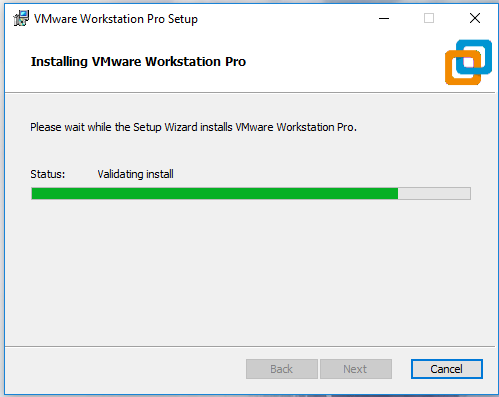 VMware Workstation Pro Setup
Installing VMware Workstation Pro
Please wait while the Setup Wizard installs VMware Workstation Pro.
Status: Validating install
Back Next Cancel